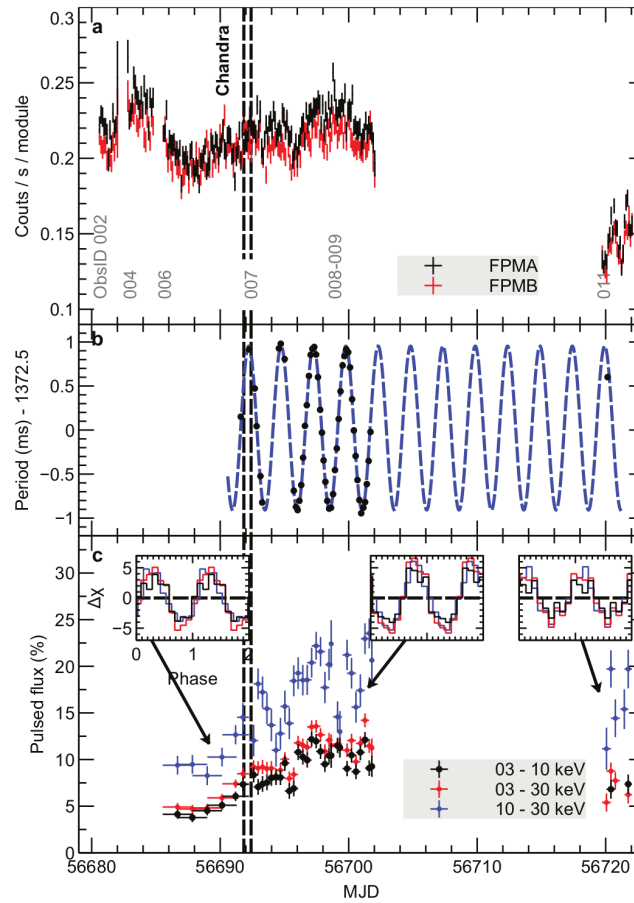 0.3
a
0.25
0.2
0.15
0.1
Couts / s / module
Chandra
ObsID 002
004
006
007
008-009
011
FPMA
FPMB
b
1
0.5
0
−0.5
−1
Period (ms) - 1372.5
c
30
25
20
15
10
5
0
Pulsed flux (%)
5
0
−5
Δχ
0
1
2
Phase
03 - 10 keV
03 - 30 keV
10 - 30 keV
56680
56690
56700
56710
56720
MJD